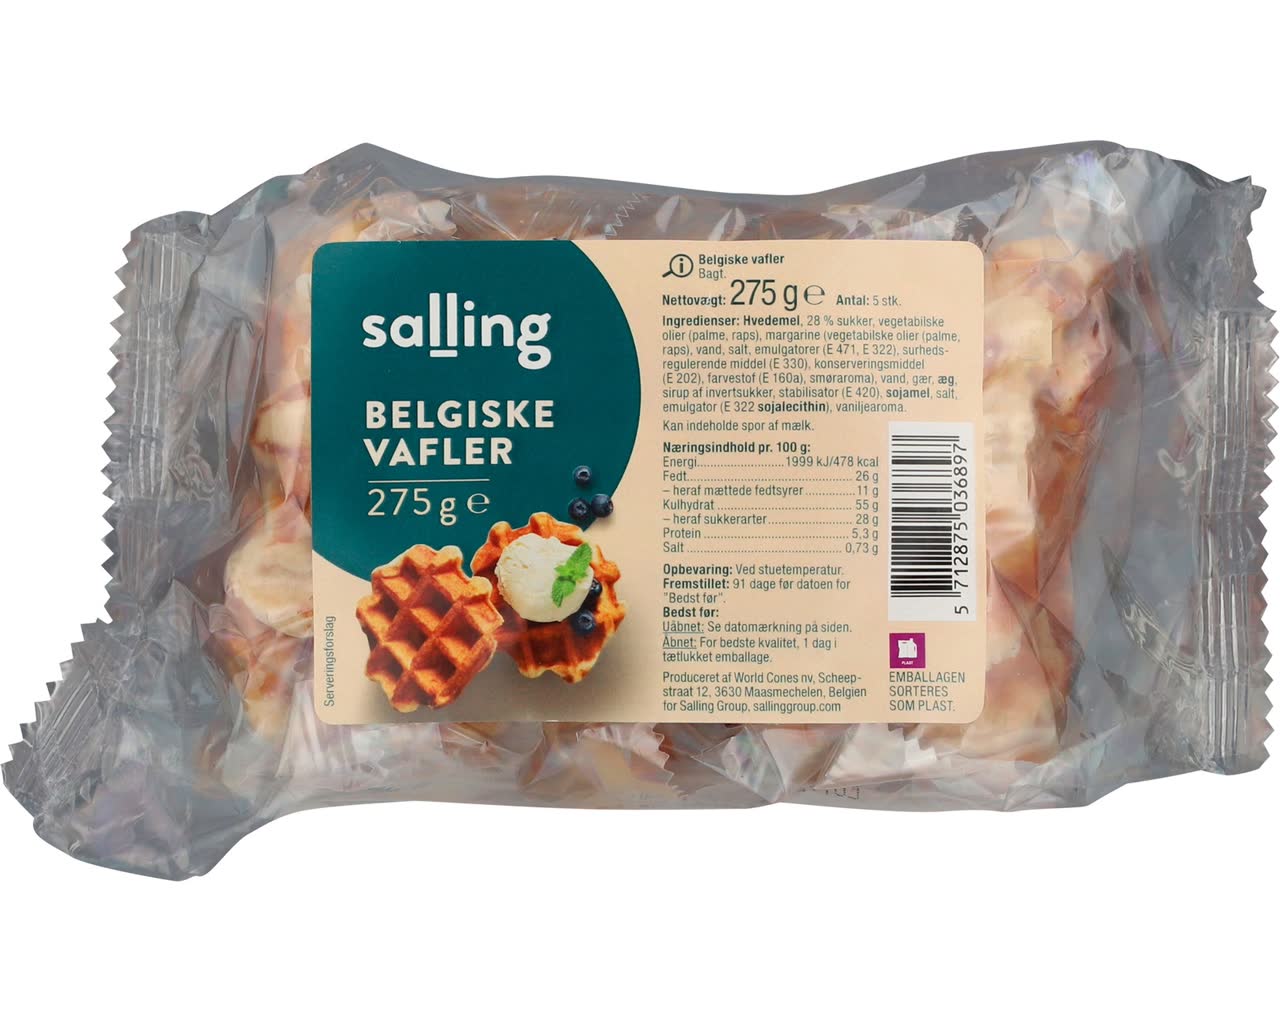 salling
BELGISKE
VAFLER
275 g ℮
Serveringsforslag
Belgiske vafler
Bagt.
Nettovægt: 275 g ℮ Antal: 5 stk.
Ingredienser: Hvedemel, 28 % sukker, vegetabilske
olier (palme, raps), margarine (vegetabilske olier (palme,
raps), vand, salt, emulgatorer (E 471, E 322), surheds-
regulerende middel (E 330), konserveringsmiddel
(E 202), farvestof (E 160a), smøraroma), vand, gær, æg,
sirup af invertsukker, stabilisator (E 420), sojamel, salt,
emulgator (E 322 sojalecithin), vaniljearoma.
Kan indeholde spor af mælk.
Næringsindhold pr. 100 g:
Energi.....................1999 kJ/478 kcal
Fedt.............................................26 g
– heraf mættede fedtsyrer.............11 g
Kulhydrat......................................55 g
– heraf sukkerarter.......................28 g
Protein.........................................5,3 g
Salt.............................................0,73 g
Opbevaring: Ved stuetemperatur.
Fremstillet: 91 dage før datoen for
"Bedst før".
Bedst før:
Uåbnet: Se datomærkning på siden.
Åbnet: For bedste kvalitet, 1 dag i
tætlukket emballage.
Produceret af World Cones nv, Scheep-
straat 12, 3630 Maasmechelen, Belgien
for Salling Group, sallinggroup.com
5 712875 036897
PLAST
EMBALLAGEN
SORTERES
SOM PLAST.